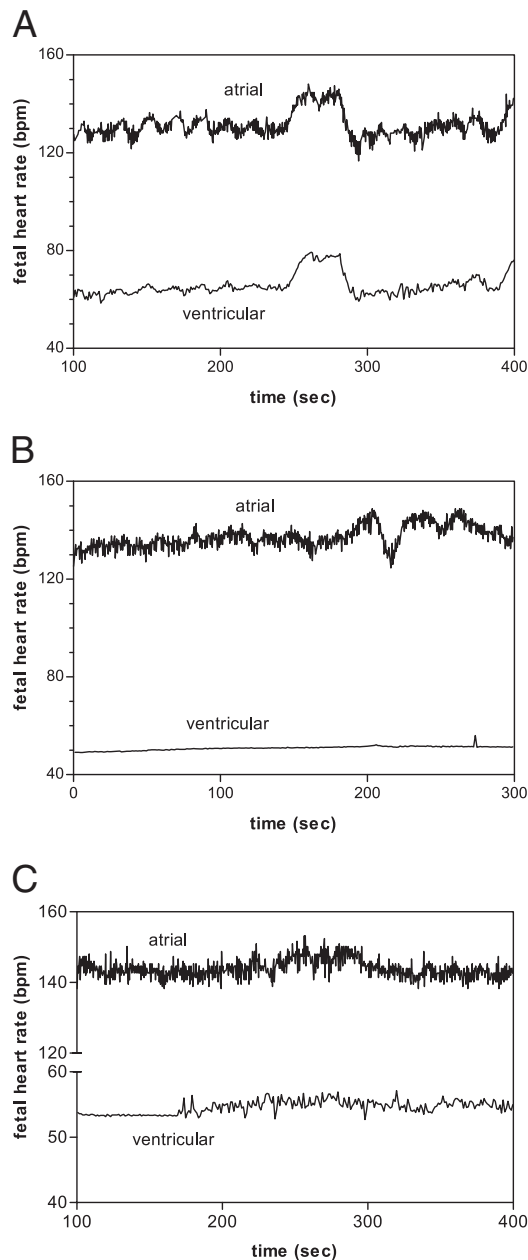 A
fetal heart rate (bpm)
160
120
80
40
atrial
ventricular
100 200 300 400
time (sec)
B
fetal heart rate (bpm)
160
120
80
40
atrial
ventricular
0 100 200 300
time (sec)
C
fetal heart rate (bpm)
160
140
120
60
50
40
atrial
ventricular
100 200 300 400
time (sec)